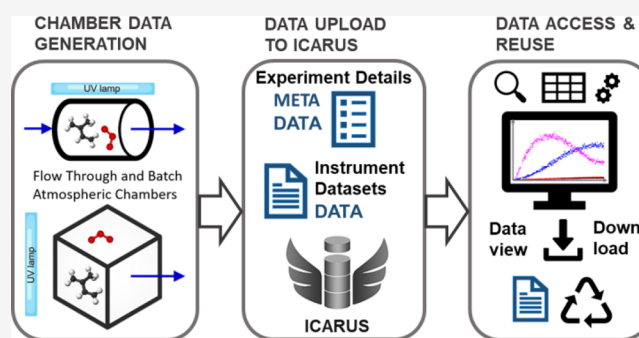 CHAMBER DATA
GENERATION
UV lamp
Flow Through and Batch
Atmospheric Chambers
UV lamp
DATA UPLOAD
TO ICARUS
Experiment Details
META
DATA
Instrument
Datasets
DATA
ICARUS
DATA ACCESS &
REUSE
Data
view
Down
load